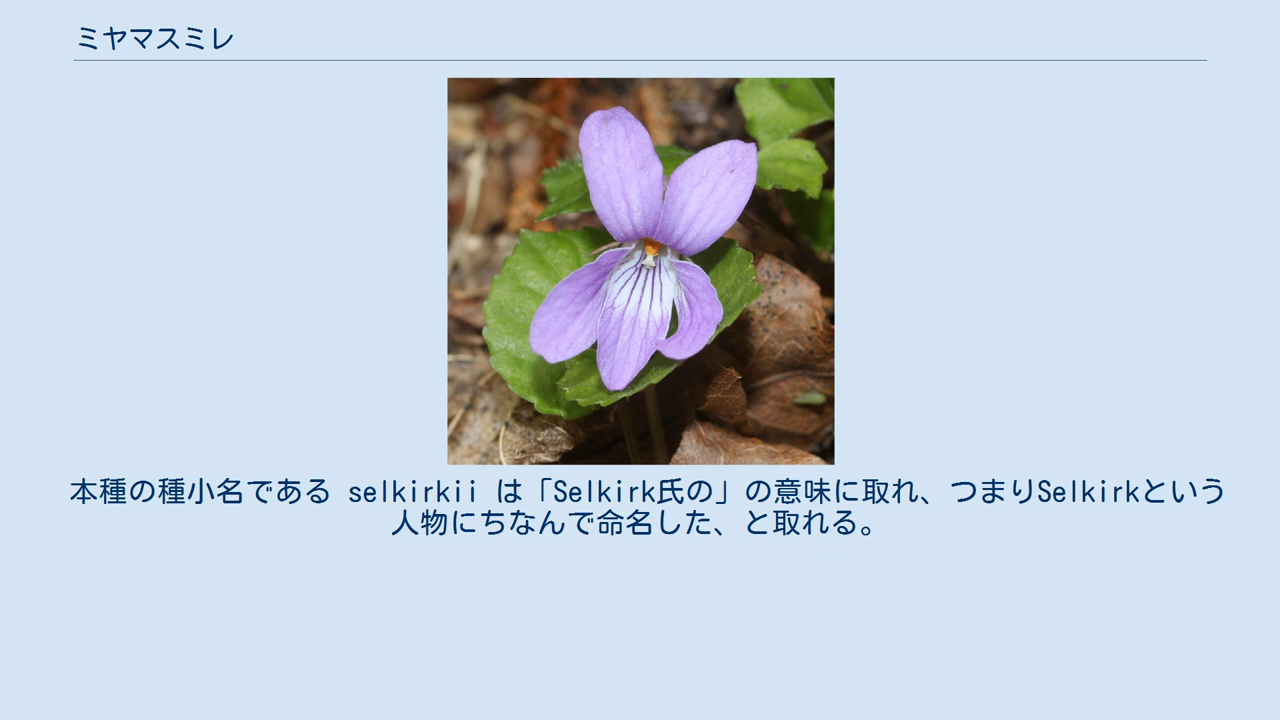 ミヤマスミレ
本種の種小名である selkirkii は「Selkirk氏の」の意味に取れ、つまりSelkirkという
人物にちなんで命名した、と取れる。